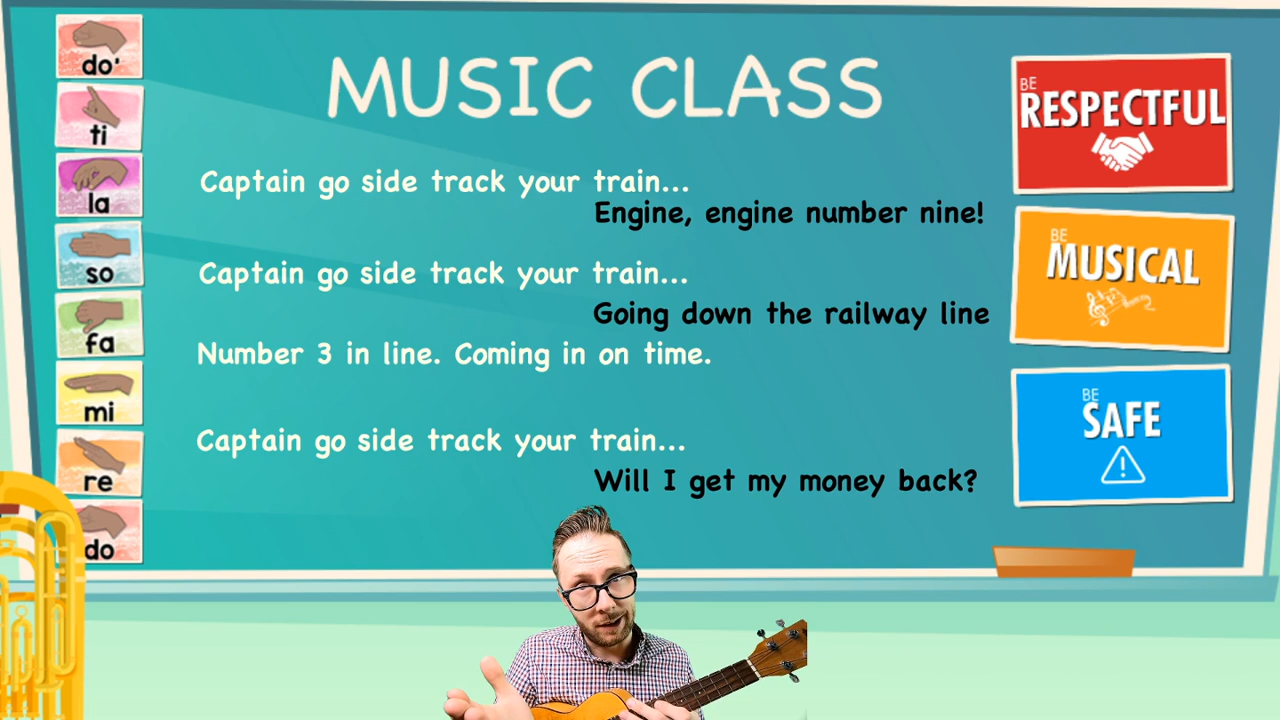 do'
ti
la
so
fa
mi
re
do
MUSIC CLASS
Captain go side track your train...
Engine, engine number nine!
Captain go side track your train...
Going down the railway line
Number 3 in line. Coming in on time.
Captain go side track your train...
Will I get my money back?
BE
RESPECTFUL
BE
MUSICAL
BE
SAFE